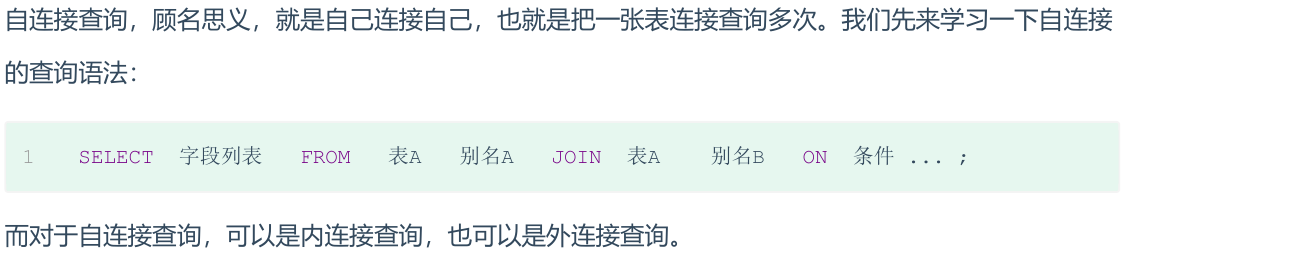 自连接查询，顾名思义，就是自己连接自己，也就是把一张表连接查询多次。我们先来学习一下自连接
的查询语法：
1 SELECT 字段列表 FROM 表A 别名A JOIN 表A 别名B ON 条件 ... ;
而对于自连接查询，可以是内连接查询，也可以是外连接查询。